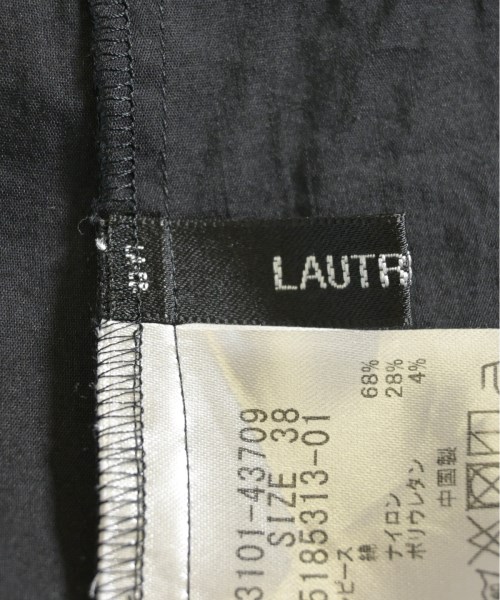 LAUTR
3101-43709
SIZE 38
5185313-01
ピース
綿 68%
ナイロン 28%
ポリウレタン 4%
中国製